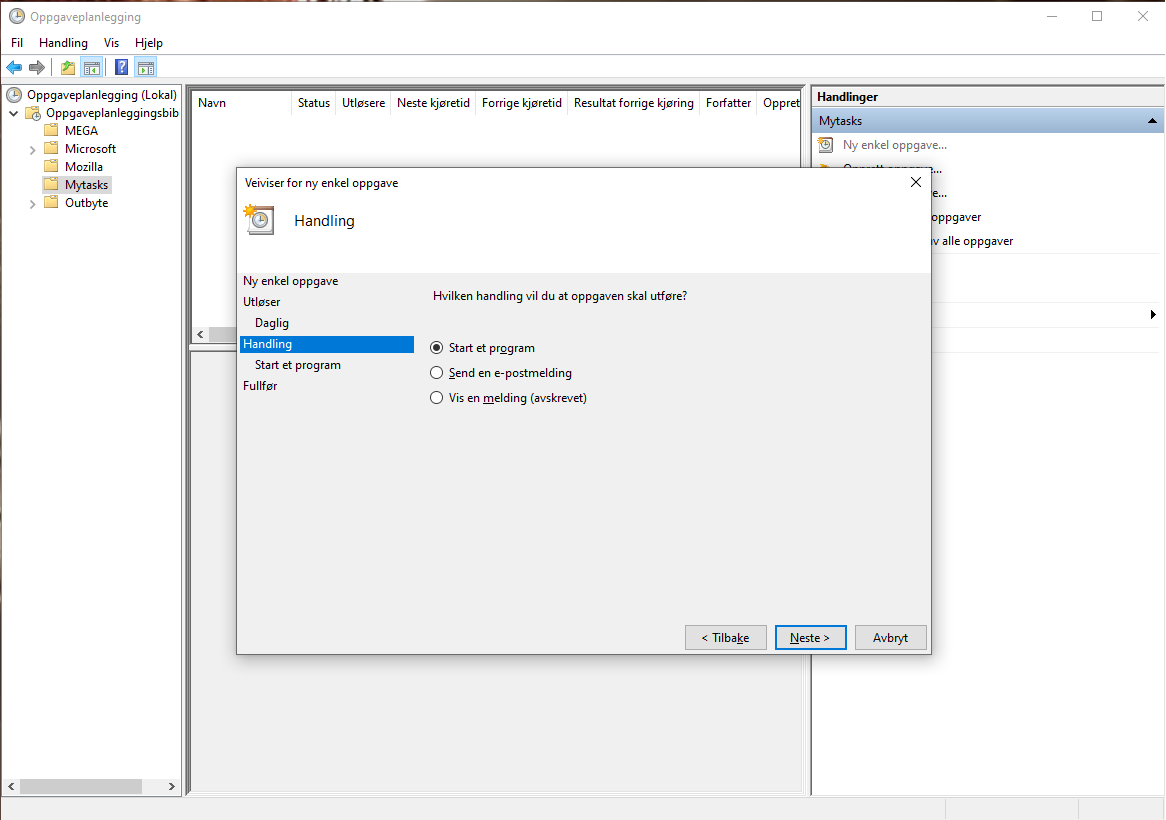 Oppgaveplanlegging
Fil Handling Vis Hjelp
Oppgaveplanlegging (Lokal)
Oppgaveplanleggingsbib
MEGA
Microsoft
Mozilla
Mytasks
Outbyte
Navn Status Utløsere Neste kjøretid Forrige kjøretid Resultat forrige kjøring Forfatter Oppret
Handlinger
Mytasks
Ny enkel oppgave...
oppgaver
alle oppgaver
Veiviser for ny enkel oppgave
Handling
Ny enkel oppgave
Utløser
Daglig
Handling
Start et program
Fullfør
Hvilken handling vil du at oppgaven skal utføre?
Start et program
Send en e-postmelding
Vis en melding (avskrevet)
< Tilbake Neste > Avbryt